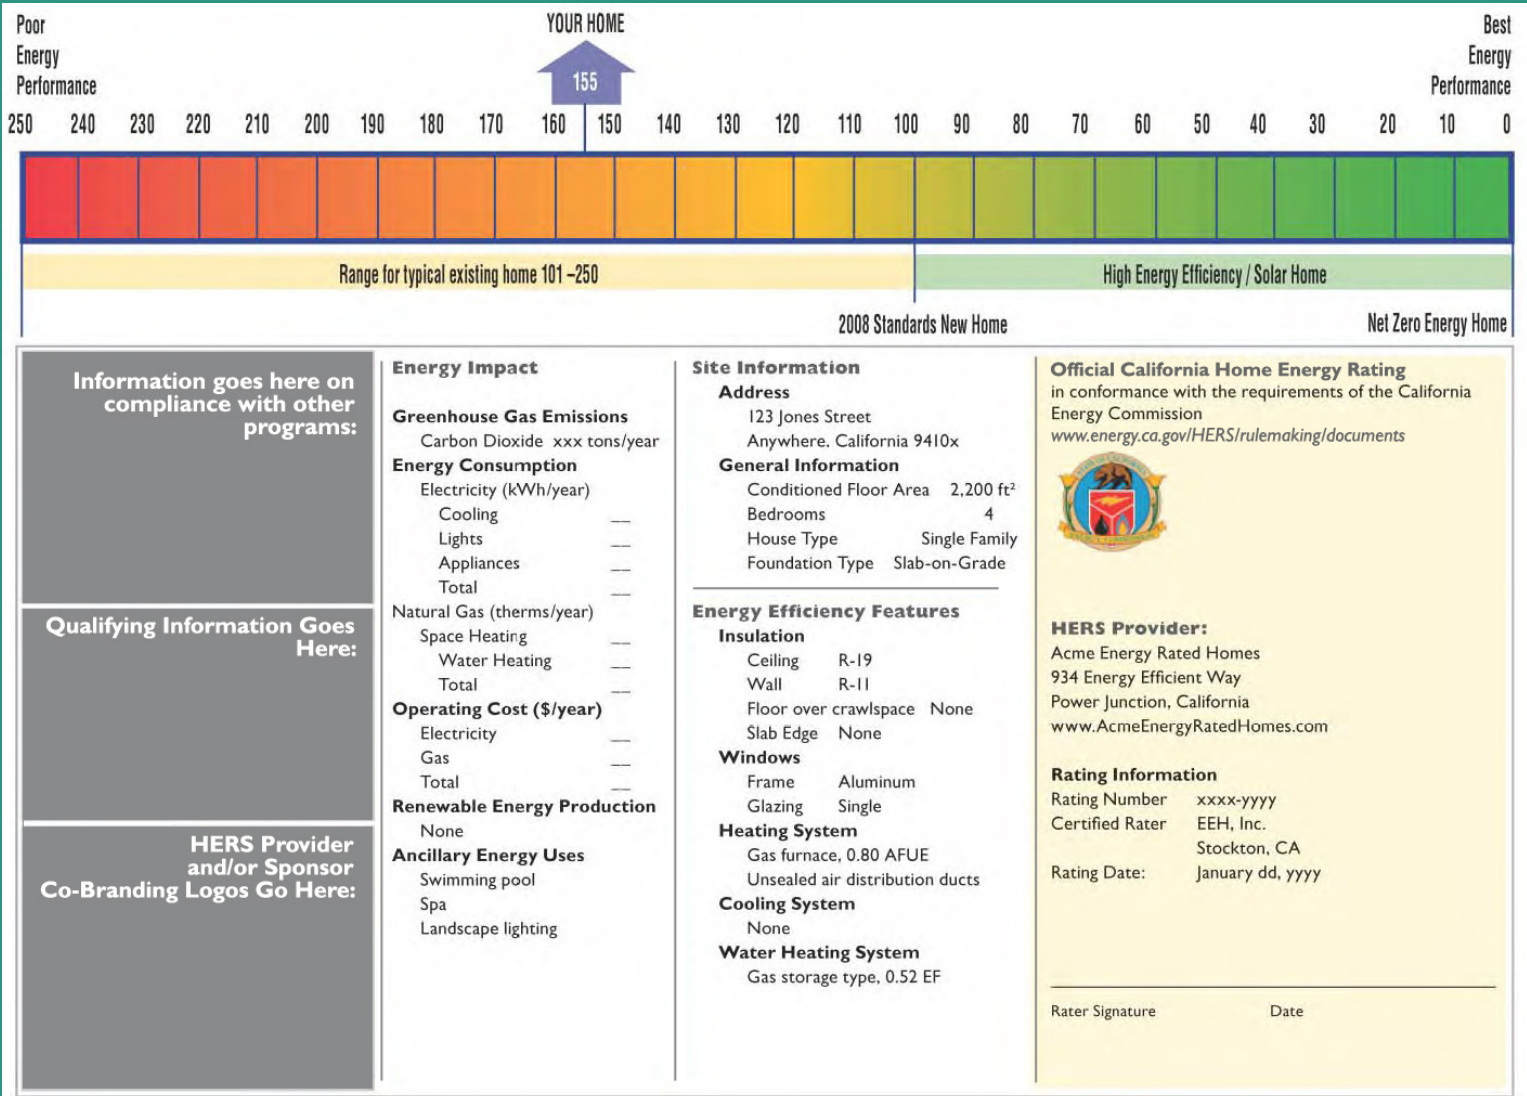 Poor
Energy
Performance
YOUR HOME
155
Best
Energy
Performance
250 240 230 220 210 200 190 180 170 160 150 140 130 120 110 100 90 80 70 60 50 40 30 20 10 0
Range for typical existing home 101 –250
High Energy Efficiency / Solar Home
2008 Standards New Home
Net Zero Energy Home
Information goes here on
compliance with other
programs:
Qualifying Information Goes
Here:
HERS Provider
and/or Sponsor
Co-Branding Logos Go Here:
Energy Impact
Greenhouse Gas Emissions
Carbon Dioxide xxx tons/year
Energy Consumption
Electricity (kWh/year)
Cooling __
Lights __
Appliances __
Total __
Natural Gas (therms/year)
Space Heating __
Water Heating __
Total __
Operating Cost ($/year)
Electricity __
Gas __
Total __
Renewable Energy Production
None
Ancillary Energy Uses
Swimming pool
Spa
Landscape lighting
Site Information
Address
123 Jones Street
Anywhere, California 9410x
General Information
Conditioned Floor Area 2,200 ft²
Bedrooms 4
House Type Single Family
Foundation Type Slab-on-Grade
Energy Efficiency Features
Insulation
Ceiling R-19
Wall R-11
Floor over crawlspace None
Slab Edge None
Windows
Frame Aluminum
Glazing Single
Heating System
Gas furnace, 0.80 AFUE
Unsealed air distribution ducts
Cooling System
None
Water Heating System
Gas storage type, 0.52 EF
Official California Home Energy Rating
in conformance with the requirements of the California
Energy Commission
www.energy.ca.gov/HERS/rulemaking/documents
HERS Provider:
Acme Energy Rated Homes
934 Energy Efficient Way
Power Junction, California
www.AcmeEnergyRatedHomes.com
Rating Information
Rating Number xxxx-yyyy
Certified Rater EEH, Inc.
Stockton, CA
Rating Date: January dd, yyyy
Rater Signature Date